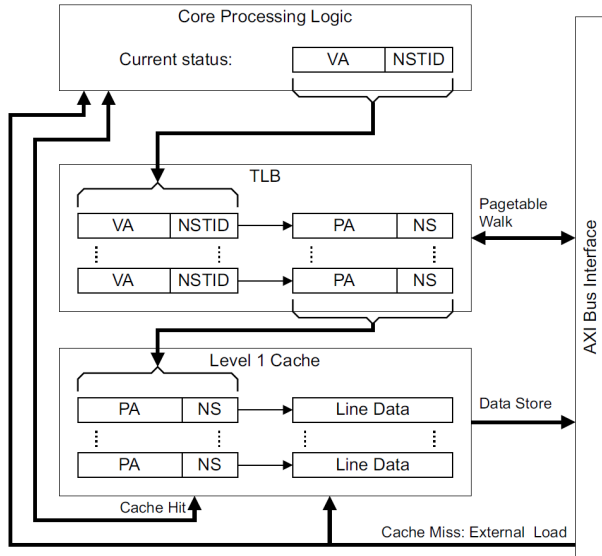 Core Processing Logic
Current status:
VA NSTID
TLB
VA NSTID PA NS
VA NSTID PA NS
Pagetable
Walk
AXI Bus Interface
Level 1 Cache
PA NS Line Data
PA NS Line Data
Data Store
Cache Hit
Cache Miss: External Load